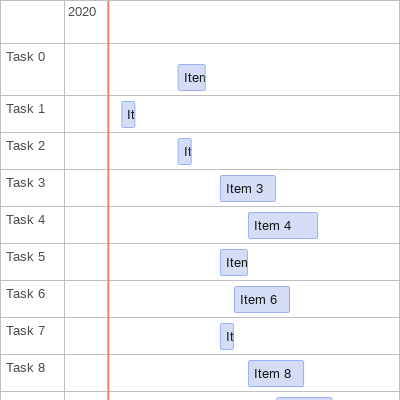 2020
Task 0
Iten
Task 1
It
Task 2
It
Task 3
Item 3
Task 4
Item 4
Task 5
Iten
Task 6
Item 6
Task 7
It
Task 8
Item 8